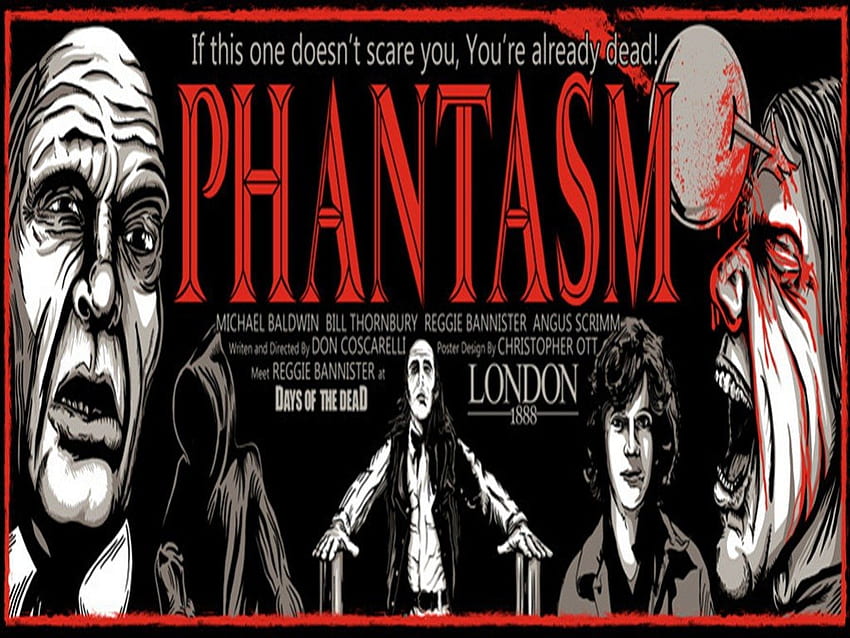 If this one doesn't scare you, You're already dead!
PHANTASM
MICHAEL BALDWIN BILL THORNBURY REGGIE BANNISTER ANGUS SCRIMM
Writen and Directed By DON COSCARELLI Poster Design By CHRISTOPHER OTT
Meet REGGIE BANNISTER at
DAYS OF THE DEAD
LONDON
1888